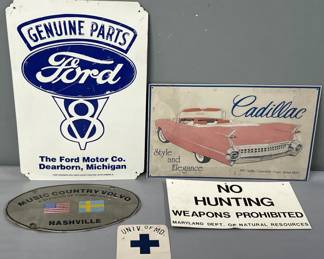 GENUINE PARTS
Ford
V8
The Ford Motor Co.
Dearborn, Michigan
Cadillac
Style
and
Elegance
MUSIC COUNTRY VOLVO
NASHVILLE
NO
HUNTING
WEAPONS PROHIBITED
MARYLAND DEPT. OF NATURAL RESOURCES
UNIV. OF MD.